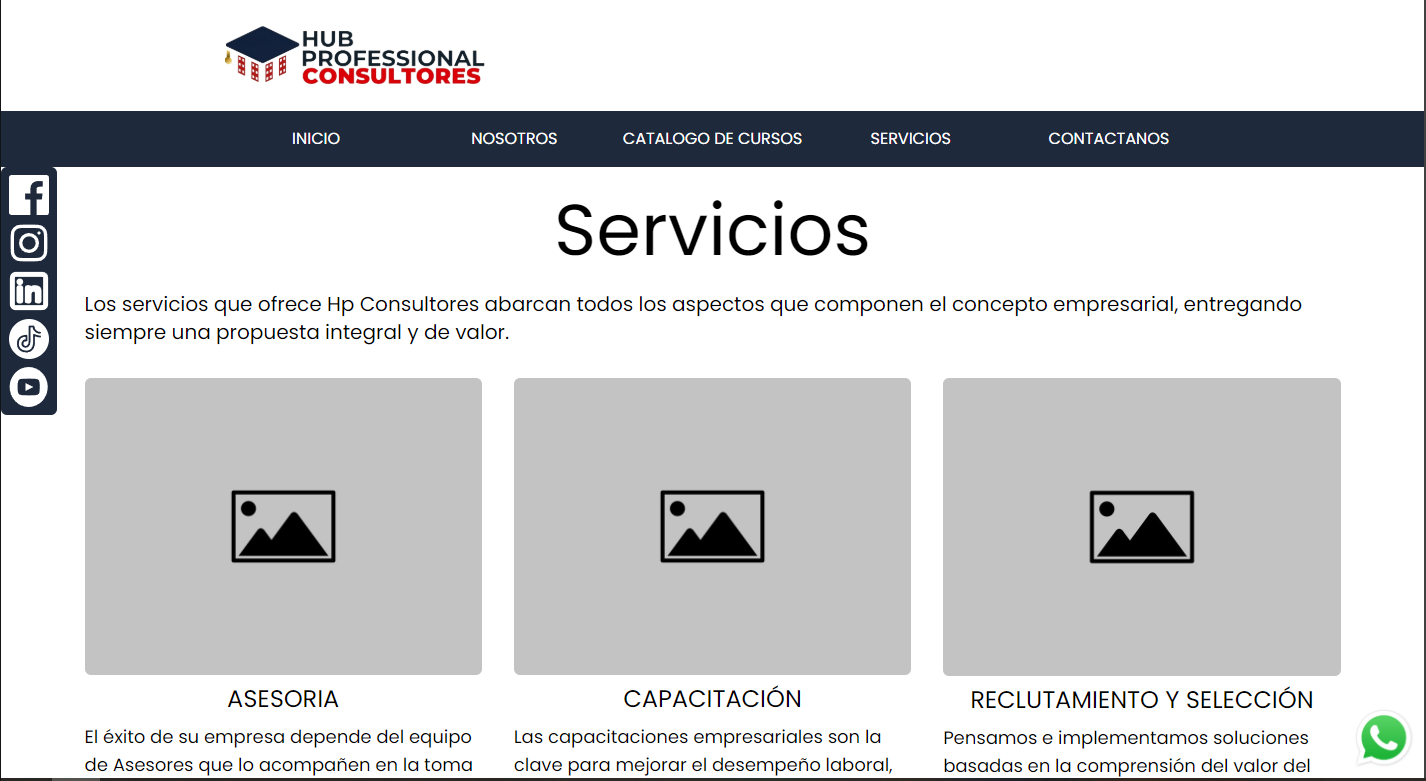 HUB
PROFESSIONAL
CONSULTORES
INICIO NOSOTROS CATALOGO DE CURSOS SERVICIOS CONTACTANOS
Servicios
Los servicios que ofrece Hp Consultores abarcan todos los aspectos que componen el concepto empresarial, entregando
siempre una propuesta integral y de valor.
ASESORIA
El éxito de su empresa depende del equipo
de Asesores que lo acompañen en la toma
CAPACITACIÓN
Las capacitacione empresariales son la
clave para mejorar el desempeño laboral,
RECLUTAMIENTO Y SELECCIÓN
Pensamos e implementamos soluciones
basadas en la comprensión del valor del